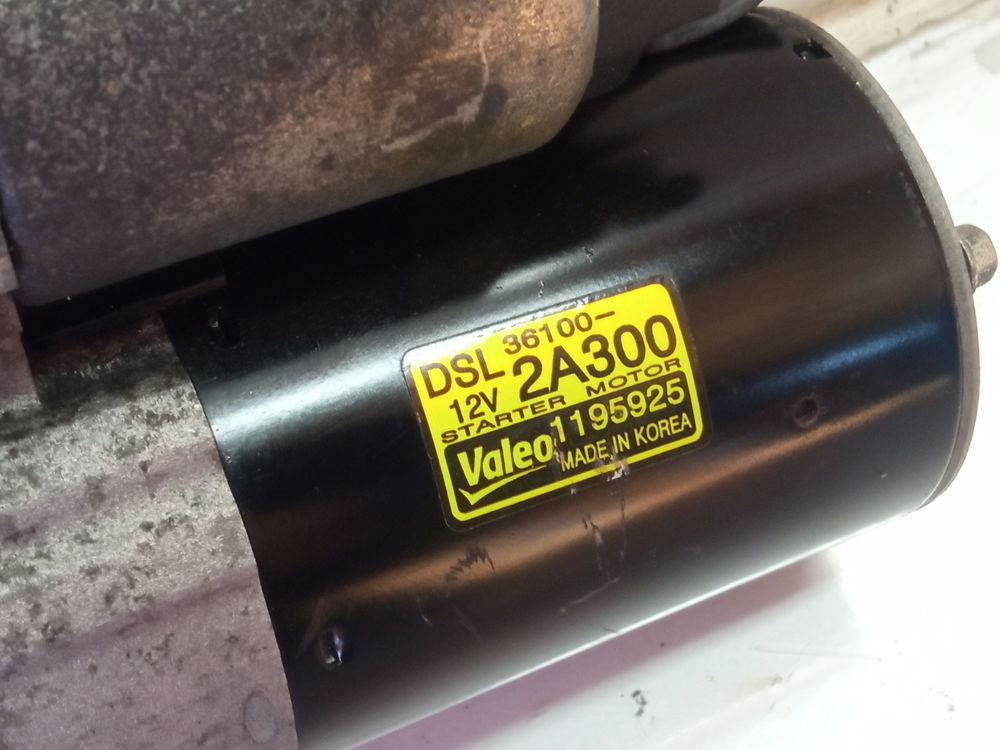 DSL 36100-
12V 2A300
STARTER MOTOR
Valeo 1195925
MADE IN KOREA